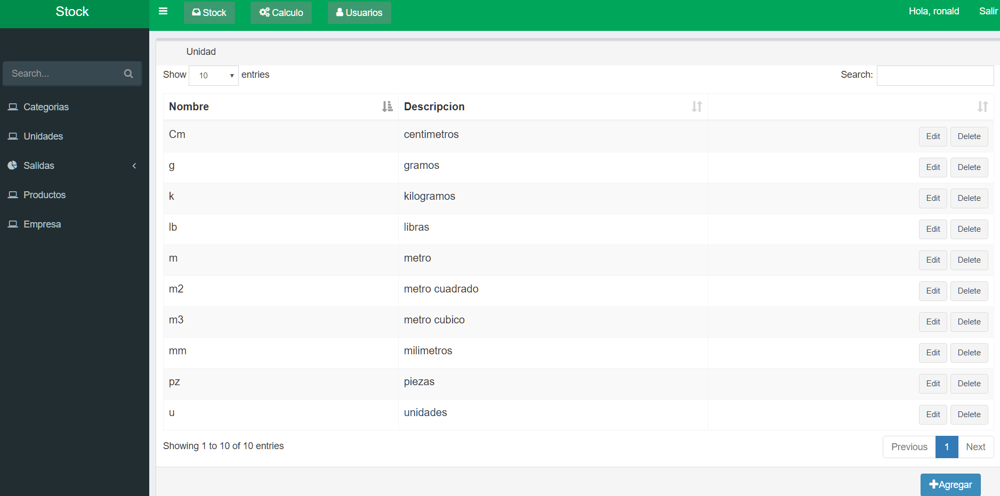 Stock
Stock Calculo Usuarios
Hola, ronald Salir
Search...
Categorias
Unidades
Salidas
Productos
Empresa
Unidad
Show 10 entries
Search:
Nombre Descripcion
Cm centimetros Edit Delete
g gramos Edit Delete
k kilogramos Edit Delete
lb libras Edit Delete
m metro Edit Delete
m2 metro cuadrado Edit Delete
m3 metro cubico Edit Delete
mm milimetros Edit Delete
pz piezas Edit Delete
u unidades Edit Delete
Showing 1 to 10 of 10 entries
Previous 1 Next
Agregar